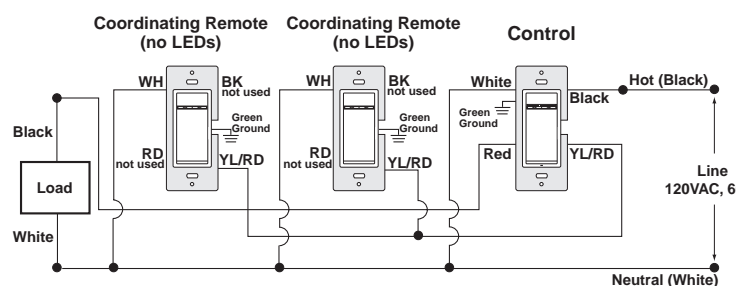 Coordinating Remote
(no LEDs)
Coordinating Remote
(no LEDs)
Control
WH
BK
not used
WH
BK
not used
White
Hot (Black)
Black
Green
Ground
Green
Ground
Green
Ground
Black
RD
not used
YL/RD
RD
not used
YL/RD
Red
YL/RD
Load
Line
120VAC, 6
White
Neutral (White)